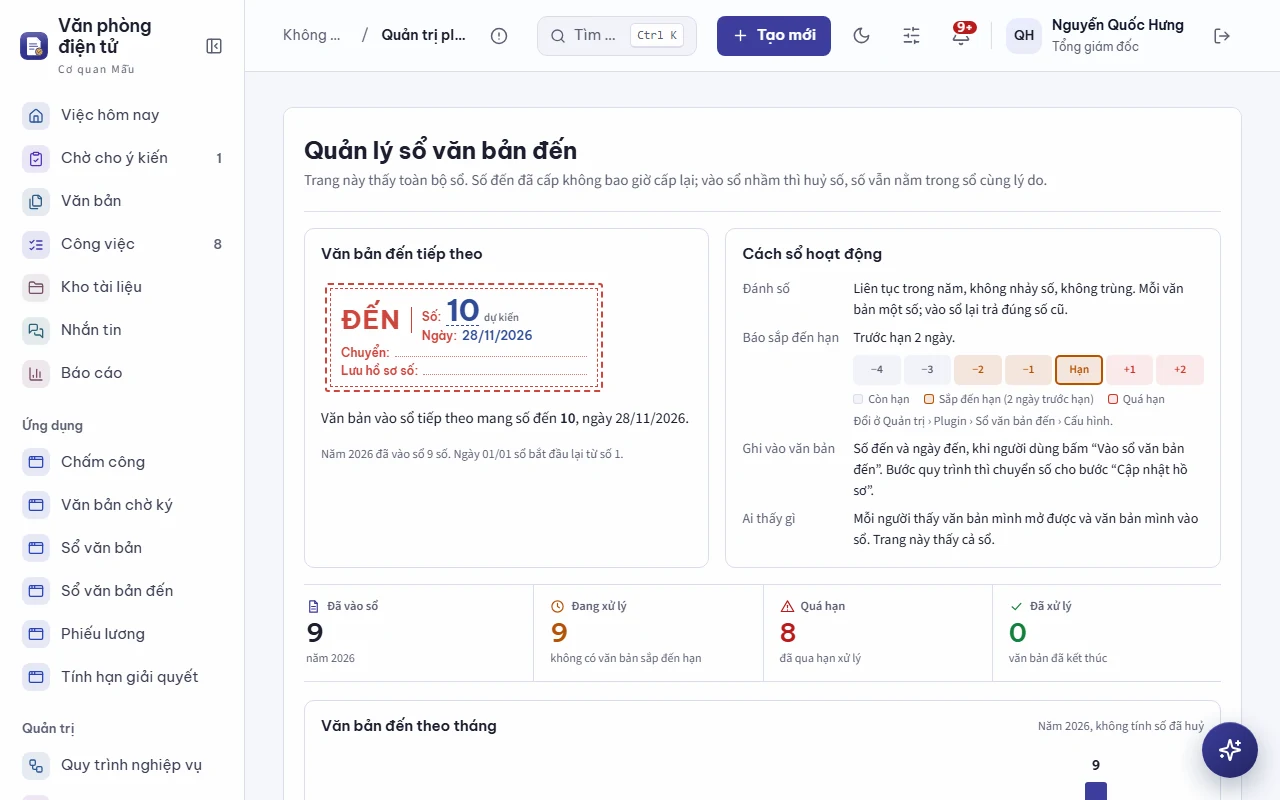 Văn phòng điện tử
Cơ quan Mẫu
Việc hôm nay
Chờ cho ý kiến 1
Văn bản
Công việc 8
Kho tài liệu
Nhắn tin
Báo cáo
Ứng dụng
Chấm công
Văn bản chờ ký
Sổ văn bản
Sổ văn bản đến
Phiếu lương
Tính hạn giải quyết
Quản trị
Quy trình nghiệp vụ
Không ... / Quản trị pl...
Tìm ... Ctrl K
Tạo mới
9+
QH
Nguyễn Quốc Hưng
Tổng giám đốc
Quản lý sổ văn bản đến
Trang này thấy toàn bộ sổ. Số đến đã cấp không bao giờ cấp lại; vào sổ nhầm thì huỷ số, số vẫn nằm trong sổ cùng lý do.
Văn bản đến tiếp theo
ĐẾN
Số: 10 dự kiến
Ngày: 28/11/2026
Chuyển:
Lưu hồ sơ số:
Văn bản vào sổ tiếp theo mang số đến 10, ngày 28/11/2026.
Năm 2026 đã vào sổ 9 số. Ngày 01/01 sổ bắt đầu lại từ số 1.
Cách sổ hoạt động
Đánh số
Liên tục trong năm, không nhảy số, không trùng. Mỗi văn
bản một số; vào sổ lại trả đúng số cũ.
Báo sắp đến hạn
Trước hạn 2 ngày.
−4 −3 −2 −1 Hạn +1 +2
Còn hạn Sắp đến hạn (2 ngày trước hạn) Quá hạn
Đổi ở Quản trị › Plugin › Sổ văn bản đến › Cấu hình.
Ghi vào văn bản
Số đến và ngày đến, khi người dùng bấm “Vào sổ văn bản
đến”. Bước quy trình thì chuyển số cho bước “Cập nhật hồ
sơ”.
Ai thấy gì
Mỗi người thấy văn bản mình mở được và văn bản mình vào
sổ. Trang này thấy cả sổ.
Đã vào sổ
9
năm 2026
Đang xử lý
9
không có văn bản sắp đến hạn
Quá hạn
8
đã qua hạn xử lý
Đã xử lý
0
văn bản đã kết thúc
Văn bản đến theo tháng
Năm 2026, không tính số đã huỷ
9